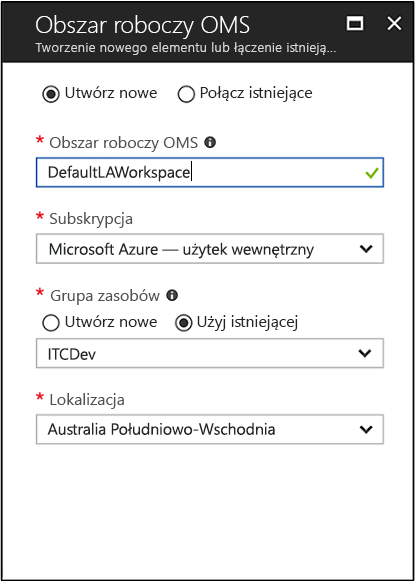 Obszar roboczy OMS
Tworzenie nowego elementu lub łączenie istnieją...
Utwórz nowe Połącz istniejące
* Obszar roboczy OMS
DefaultLAWorkspace
* Subskrypcja
Microsoft Azure — użytek wewnętrzny
* Grupa zasobów
Utwórz nowe Użyj istniejącej
ITCDev
* Lokalizacja
Australia Południowo-Wschodnia